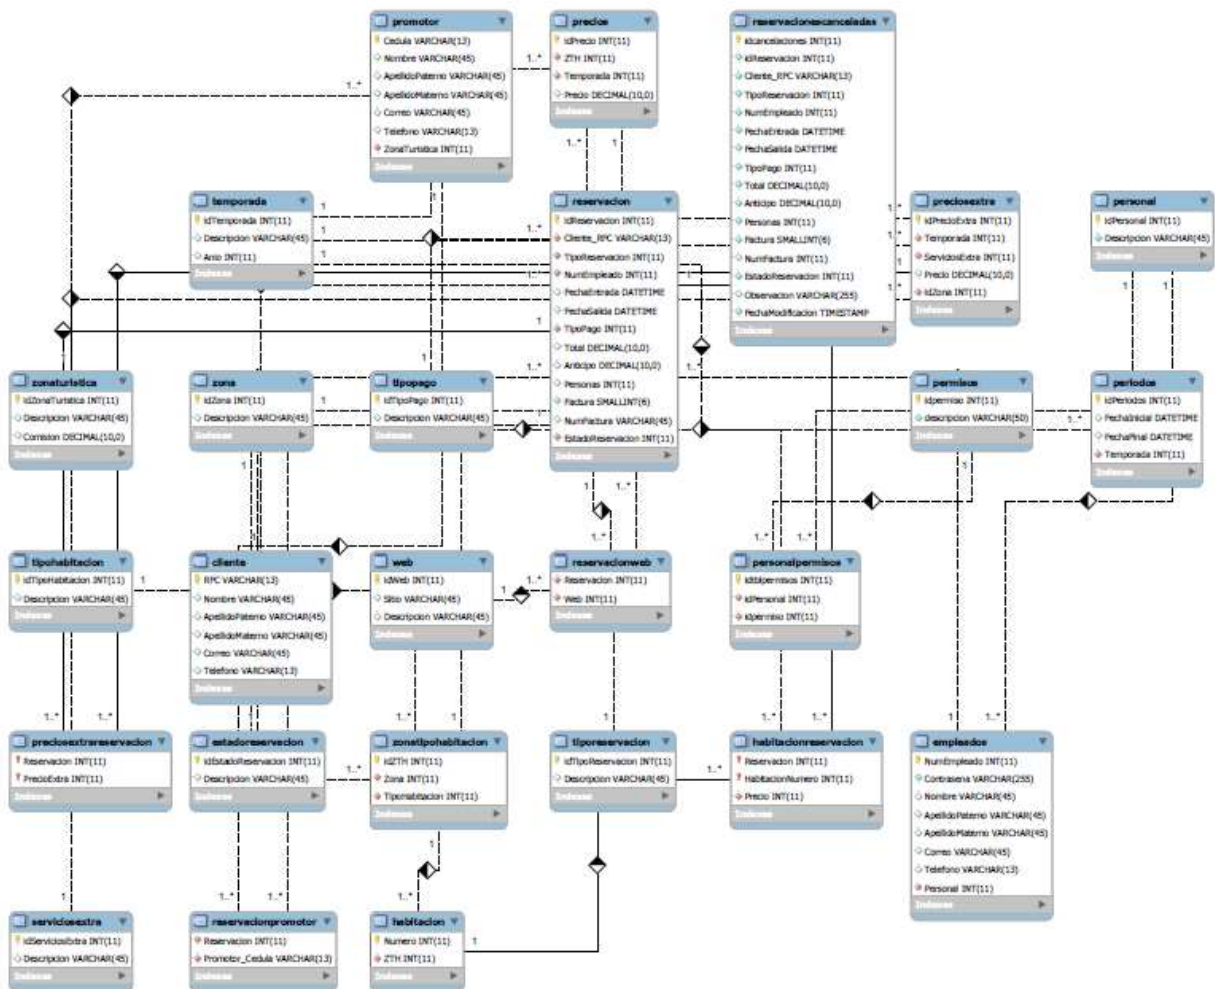 promotor
Cedula VARCHAR(13)
Nombre VARCHAR(45)
ApellidoPaterno VARCHAR(45)
ApellidoMaterno VARCHAR(45)
Correo VARCHAR(45)
Telefono VARCHAR(13)
ZonaTuristica INT(11)
Indexes
precios
idPrecio INT(11)
ZTH INT(11)
Temporada INT(11)
Precio DECIMAL(10,0)
Indexes
reservacionescanceladas
idcancelaciones INT(11)
idReservacion INT(11)
Cliente_RFC VARCHAR(13)
TipoReservacion INT(11)
NumEmpleado INT(11)
FechaEntrada DATETIME
FechaSalida DATETIME
TipoPago INT(11)
Total DECIMAL(10,0)
Anticipo DECIMAL(10,0)
Personas INT(11)
Factura SMALLINT(6)
NumFactura INT(11)
EstadoReservacion INT(11)
Observacion VARCHAR(255)
FechaModificacion TIMESTAMP
Indexes
temporada
idTemporada INT(11)
Descripcion VARCHAR(45)
Anio INT(11)
Indexes
reservacion
idReservacion INT(11)
Cliente_RFC VARCHAR(13)
TipoReservacion INT(11)
NumEmpleado INT(11)
FechaEntrada DATETIME
FechaSalida DATETIME
TipoPago INT(11)
Total DECIMAL(10,0)
Anticipo DECIMAL(10,0)
Personas INT(11)
Factura SMALLINT(6)
NumFactura VARCHAR(45)
EstadoReservacion INT(11)
Indexes
preciosextra
idPrecioExtra INT(11)
Temporada INT(11)
ServiciosExtra INT(11)
Precio DECIMAL(10,0)
IdZona INT(11)
Indexes
personal
idPersonal INT(11)
Descripcion VARCHAR(45)
Indexes
zonaturistica
idZonaTuristica INT(11)
Descripcion VARCHAR(45)
Comision DECIMAL(10,0)
Indexes
zona
idZona INT(11)
Descripcion VARCHAR(45)
Indexes
tipopago
idTipoPago INT(11)
Descripcion VARCHAR(45)
Indexes
permisos
idpermiso INT(11)
descripcion VARCHAR(50)
Indexes
periodos
idPeriodos INT(11)
FechaInicial DATETIME
FechaFinal DATETIME
Temporada INT(11)
Indexes
tipohabitacion
idTipoHabitacion INT(11)
Descripcion VARCHAR(45)
Indexes
cliente
RFC VARCHAR(13)
Nombre VARCHAR(45)
ApellidoPaterno VARCHAR(45)
ApellidoMaterno VARCHAR(45)
Correo VARCHAR(45)
Telefono VARCHAR(13)
Indexes
web
idWeb INT(11)
Sitio VARCHAR(45)
Descripcion VARCHAR(45)
Indexes
reservacionweb
Reservacion INT(11)
Web INT(11)
Indexes
personalpermisos
idtblpermisos INT(11)
idPersonal INT(11)
idpermiso INT(11)
Indexes
preciosextrareservacion
Reservacion INT(11)
PrecioExtra INT(11)
Indexes
estadoreservacion
idEstadoReservacion INT(11)
Descripcion VARCHAR(45)
Indexes
zonatipohabitacion
idZTH INT(11)
Zona INT(11)
TipoHabitacion INT(11)
Indexes
tiporeservacion
idTipoReservacion INT(11)
Descripcion VARCHAR(45)
Indexes
habitacionreservacion
Reservacion INT(11)
HabitacionNumero INT(11)
Precio INT(11)
Indexes
empleados
NumEmpleado INT(11)
Contrasena VARCHAR(255)
Nombre VARCHAR(45)
ApellidoPaterno VARCHAR(45)
ApellidoMaterno VARCHAR(45)
Correo VARCHAR(45)
Telefono VARCHAR(13)
Personal INT(11)
Indexes
serviciosextra
idServiciosExtra INT(11)
Descripcion VARCHAR(45)
Indexes
reservacionpromotor
Reservacion INT(11)
Promotor_Cedula VARCHAR(13)
Indexes
habitacion
Numero INT(11)
ZTH INT(11)
Indexes